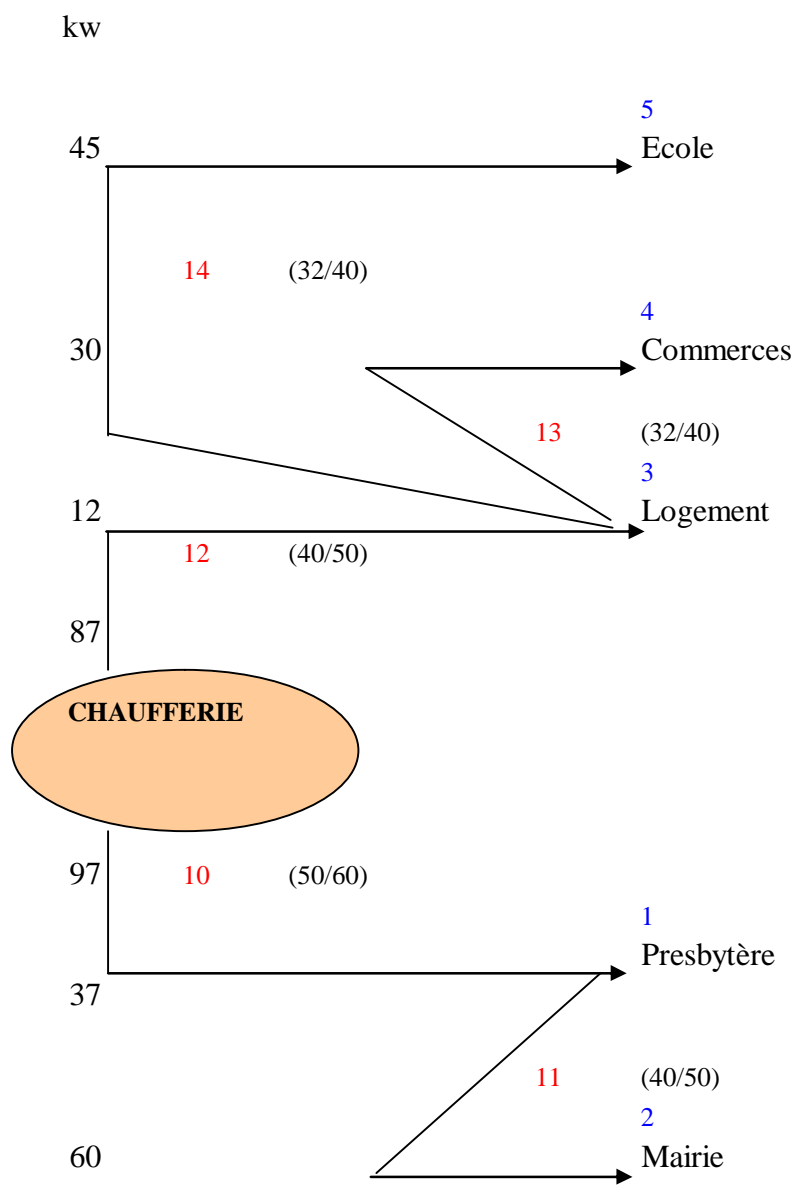 kw
5
45 Ecole
14 (32/40)
4
30 Commerces
13 (32/40)
3
12 Logement
12 (40/50)
87
CHAUFFERIE
97 10 (50/60)
1
Presbytère
37
11 (40/50)
2
60 Mairie